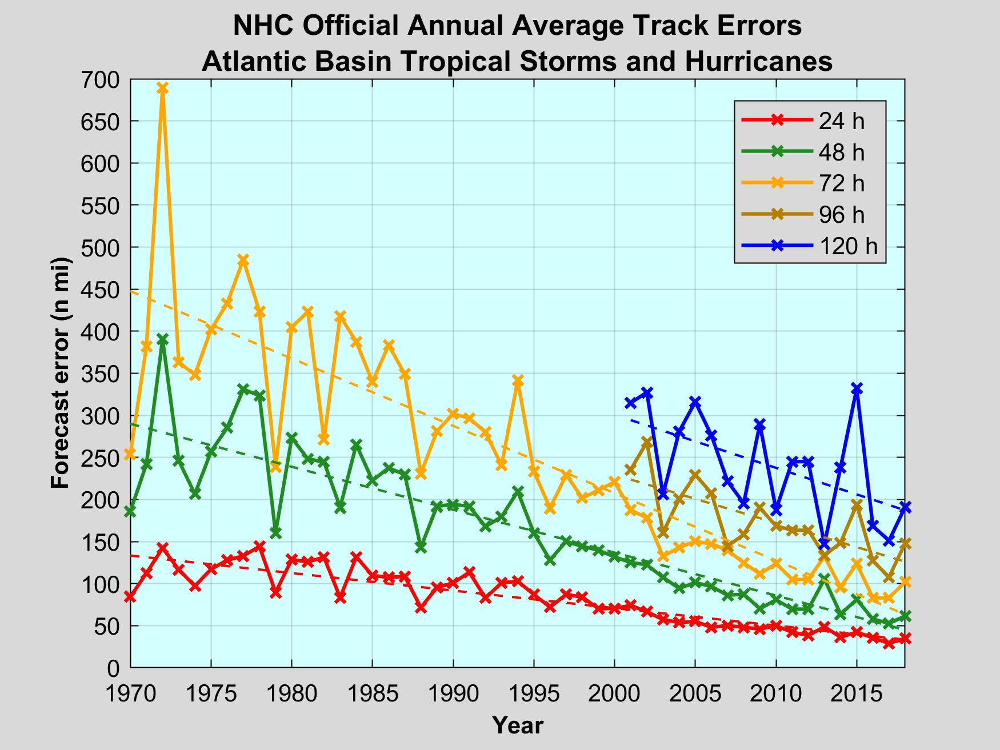 NHC Official Annual Average Track Errors
Atlantic Basin Tropical Storms and Hurricanes
700
650
600
550
500
450
400
350
300
250
200
150
100
50
0
Forecast error (n mi)
24 h
48 h
72 h
96 h
120 h
1970 1975 1980 1985 1990 1995 2000 2005 2010 2015
Year